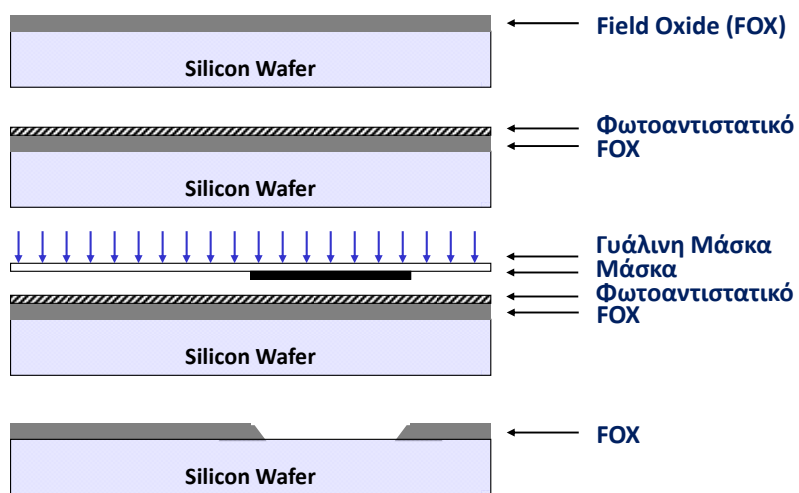 Field Oxide (FOX)
Silicon Wafer
Φωτοαντιστατικό
FOX
Silicon Wafer
Γυάλινη Μάσκα
Μάσκα
Φωτοαντιστατικό
FOX
Silicon Wafer
FOX
Silicon Wafer